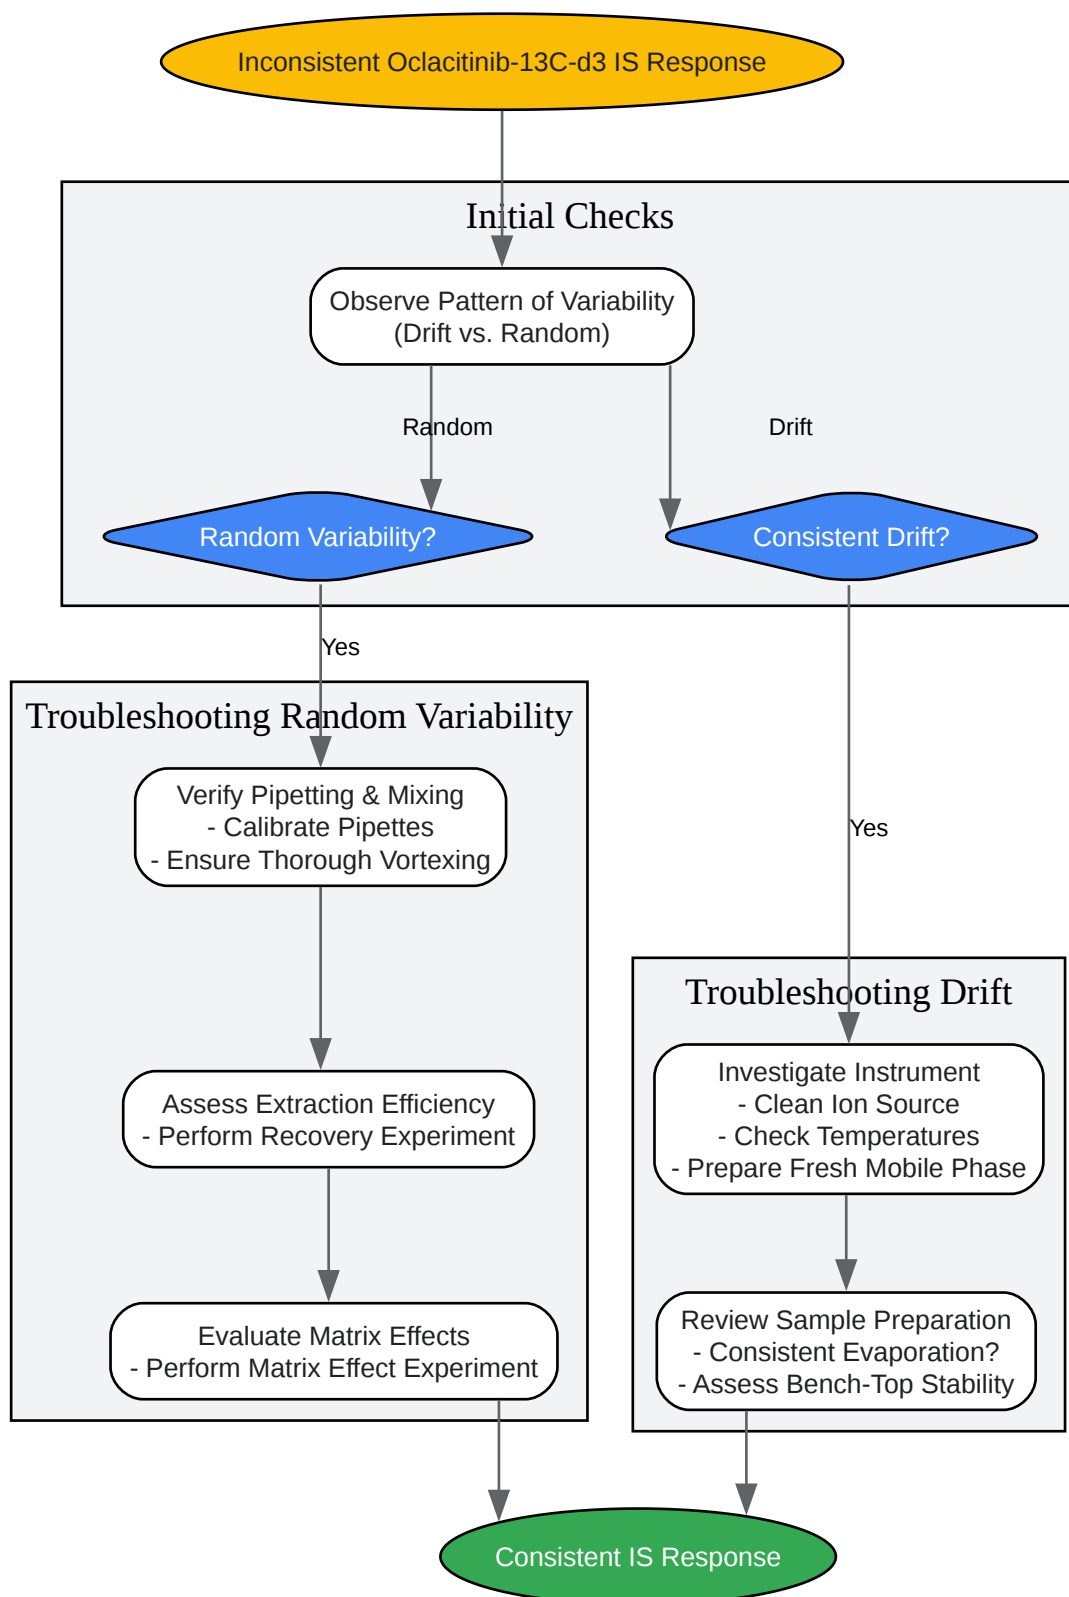 Inconsistent Oclacitinib-13C-d3 IS Response
Initial Checks
Observe Pattern of Variability
(Drift vs. Random)
Random
Drift
Random Variability?
Consistent Drift?
Yes
Troubleshooting Random Variability
Verify Pipetting & Mixing
- Calibrate Pipettes
- Ensure Thorough Vortexing
Yes
Troubleshooting Drift
Assess Extraction Efficiency
- Perform Recovery Experiment
Investigate Instrument
- Clean Ion Source
- Check Temperatures
- Prepare Fresh Mobile Phase
Evaluate Matrix Effects
- Perform Matrix Effect Experiment
Review Sample Preparation
- Consistent Evaporation?
- Assess Bench-Top Stability
Consistent IS Response